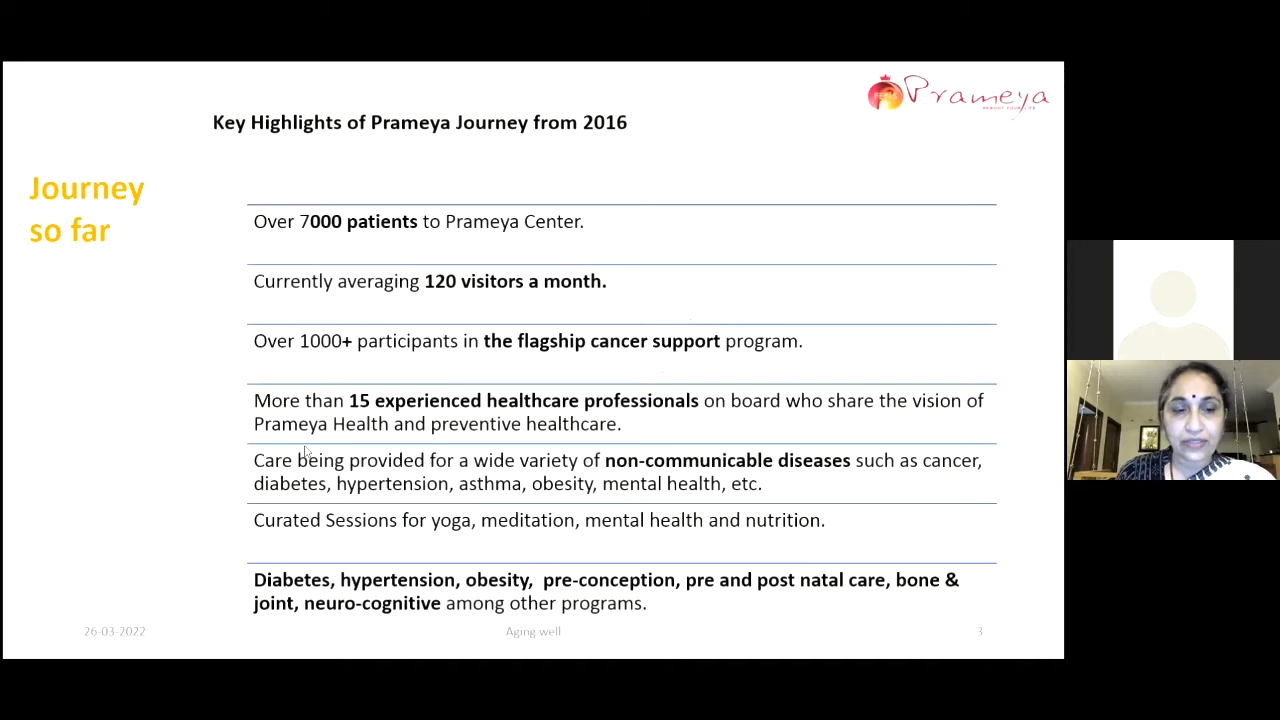 Prameya
REBOOT YOUR LIFE
Key Highlights of Prameya Journey from 2016
Journey
so far
Over 7000 patients to Prameya Center.
Currently averaging 120 visitors a month.
Over 1000+ participants in the flagship cancer support program.
More than 15 experienced healthcare professionals on board who share the vision of
Prameya Health and preventive healthcare.
Care being provided for a wide variety of non-communicable diseases such as cancer,
diabetes, hypertension, asthma, obesity, mental health, etc.
Curated Sessions for yoga, meditation, mental health and nutrition.
Diabetes, hypertension, obesity,  pre-conception, pre and post natal care, bone &
joint, neuro-cognitive among other programs.
26-03-2022
Aging well
3